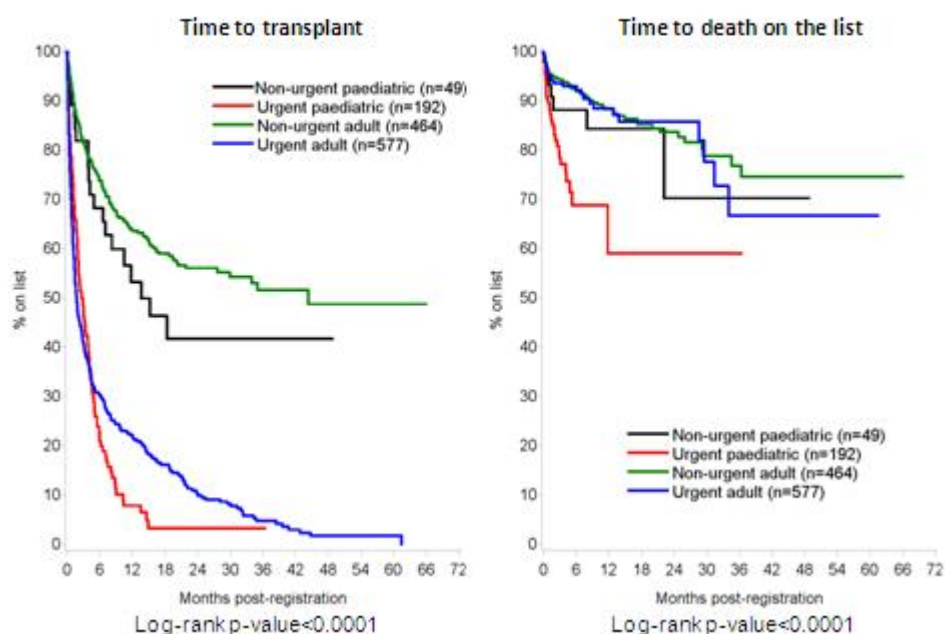 Time to transplant
100
90
80
70
60
50
40
30
20
10
0
% on list
Non-urgent paediatric (n=49)
Urgent paediatric (n=192)
Non-urgent adult (n=464)
Urgent adult (n=577)
0 6 12 18 24 30 36 42 48 54 60 66 72
Months post-registration
Log-rank p-value<0.0001
Time to death on the list
100
90
80
70
60
50
40
30
20
10
0
% on list
Non-urgent paediatric (n=49)
Urgent paediatric (n=192)
Non-urgent adult (n=464)
Urgent adult (n=577)
0 6 12 18 24 30 36 42 48 54 60 66 72
Months post-registration
Log-rank p-value<0.0001